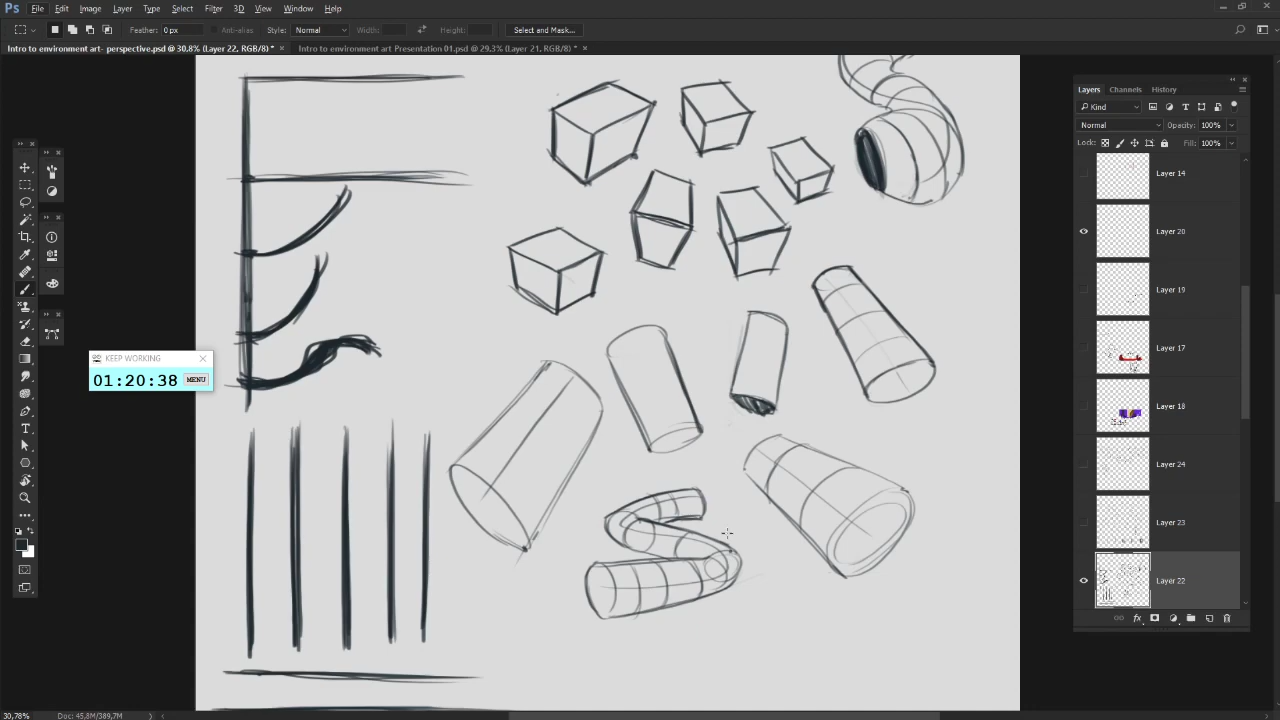 Ps File Edit Image Layer Type Select Filter 3D View Window Help
Feather: 0 px Anti-alias Style: Normal Width: Height: Select and Mask...
Intro to environment art- perspective.psd @ 30,8% (Layer 22, RGB/8) * × Intro to environment art Presentation 01.psd @ 29,3% (Layer 21, RGB/8) * ×
Layers Channels History
Kind
Normal Opacity: 100%
Lock: Fill: 100%
Layer 14
Layer 20
Layer 19
Layer 17
Layer 18
Layer 24
Layer 23
Layer 22
fx
KEEP WORKING
01:20:38 MENU
30,78% Doc: 45,8M/389,7M